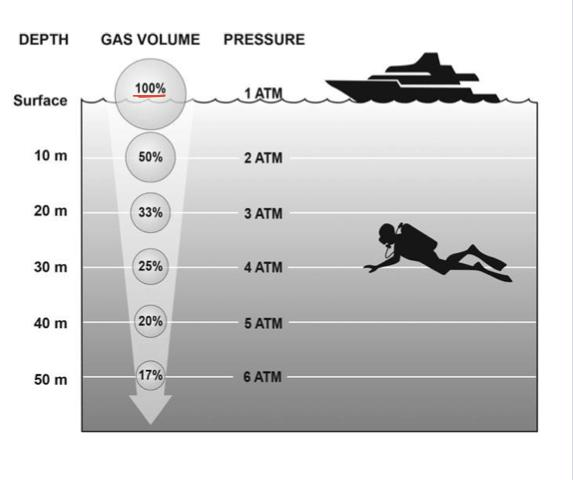 DEPTH GAS VOLUME PRESSURE
Surface 100% 1 ATM
10 m 50% 2 ATM
20 m 33% 3 ATM
30 m 25% 4 ATM
40 m 20% 5 ATM
50 m 17% 6 ATM